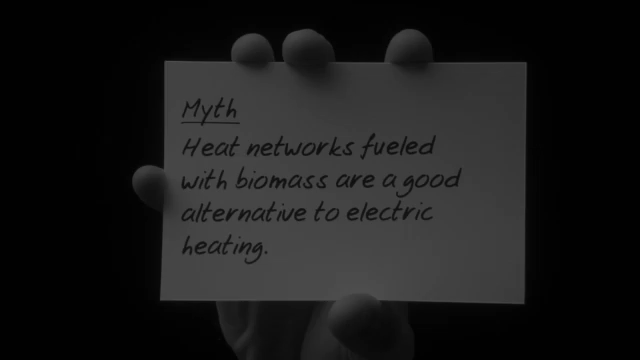 Myth
Heat networks fueled
with biomass are a good
alternative to electric
heating.